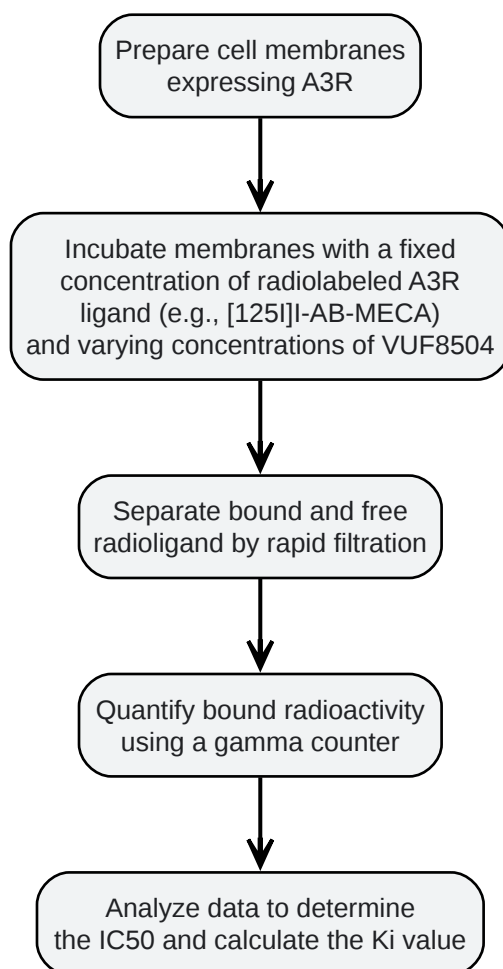 Prepare cell membranes
expressing A3R
Incubate membranes with a fixed
concentration of radiolabeled A3R
ligand (e.g., [125I]I-AB-MECA)
and varying concentrations of VUF8504
Separate bound and free
radioligand by rapid filtration
Quantify bound radioactivity
using a gamma counter
Analyze data to determine
the IC50 and calculate the Ki value